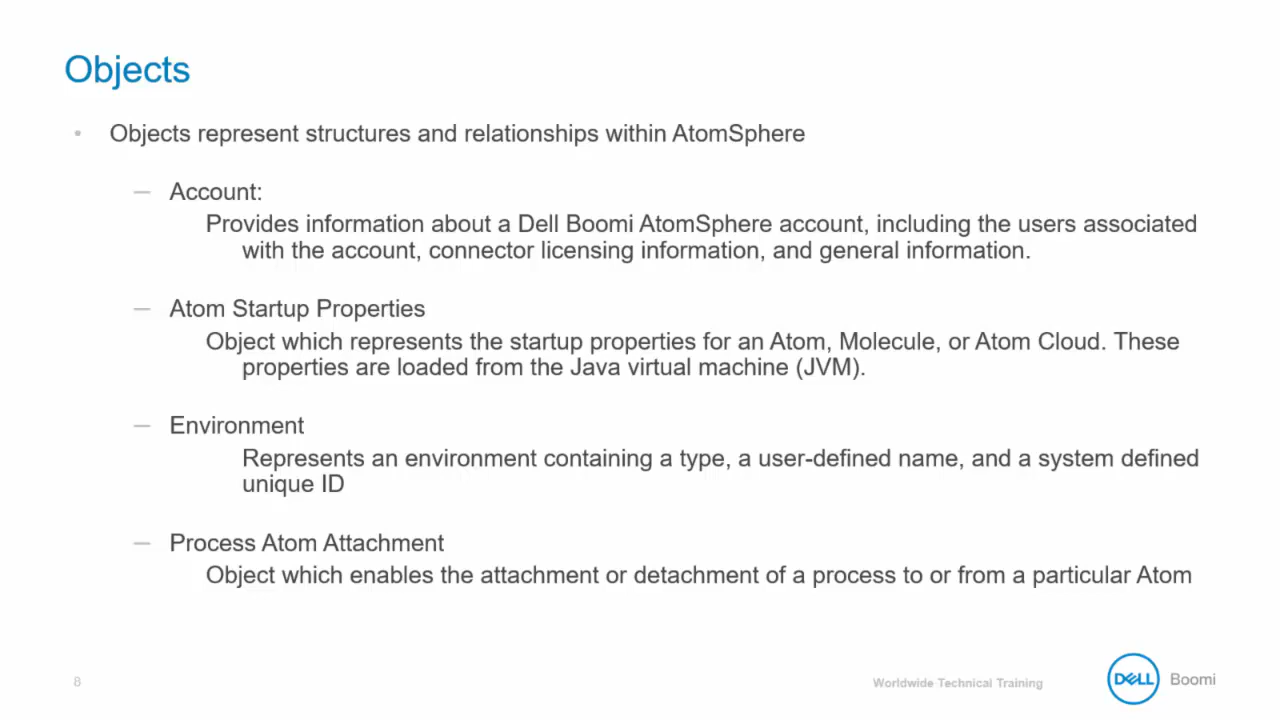 Objects
• Objects represent structures and relationships within AtomSphere
— Account:
Provides information about a Dell Boomi AtomSphere account, including the users associated
with the account, connector licensing information, and general information.
— Atom Startup Properties
Object which represents the startup properties for an Atom, Molecule, or Atom Cloud. These
properties are loaded from the Java virtual machine (JVM).
— Environment
Represents an environment containing a type, a user-defined name, and a system defined
unique ID
— Process Atom Attachment
Object which enables the attachment or detachment of a process to or from a particular Atom
8
Worldwide Technical Training
DELL Boomi